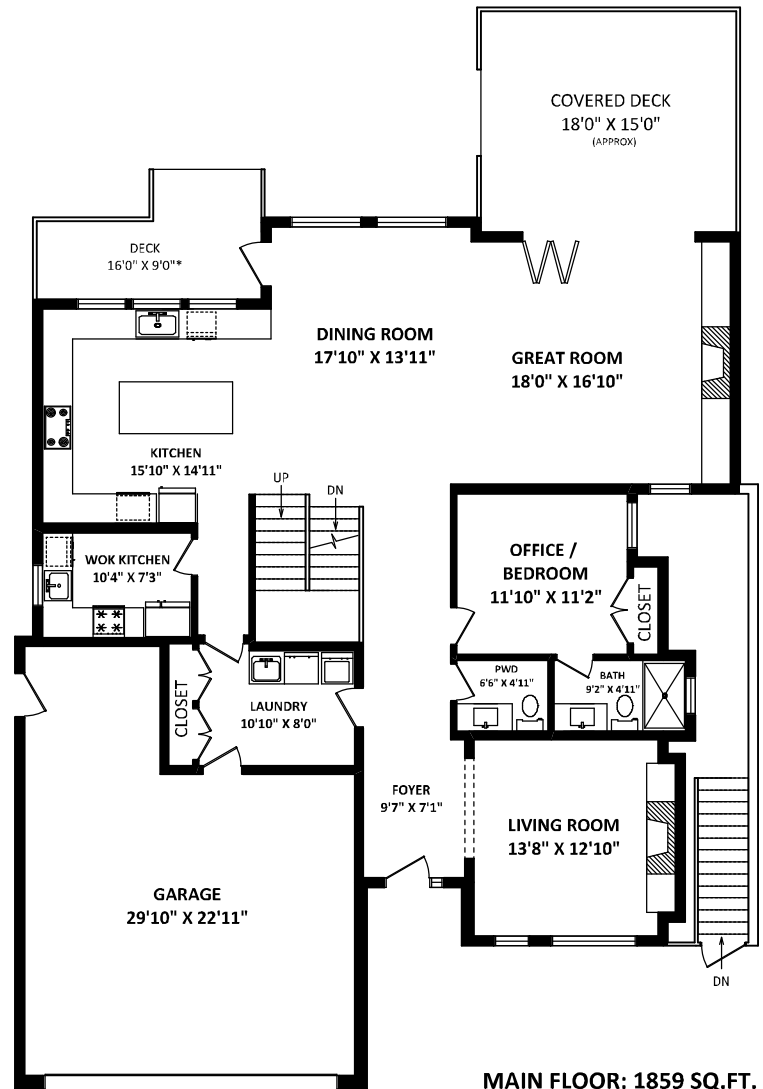 COVERED DECK
18'0" X 15'0"
(APPROX)
DECK
16'0" X 9'0"*
DINING ROOM
17'10" X 13'11"
GREAT ROOM
18'0" X 16'10"
KITCHEN
15'10" X 14'11"
UP
DN
WOK KITCHEN
10'4" X 7'3"
OFFICE /
BEDROOM
11'10" X 11'2"
CLOSET
PWD
6'6" X 4'11"
BATH
9'2" X 4'11"
CLOSET
LAUNDRY
10'10" X 8'0"
FOYER
9'7" X 7'1"
LIVING ROOM
13'8" X 12'10"
GARAGE
29'10" X 22'11"
DN
MAIN FLOOR: 1859 SQ.FT.